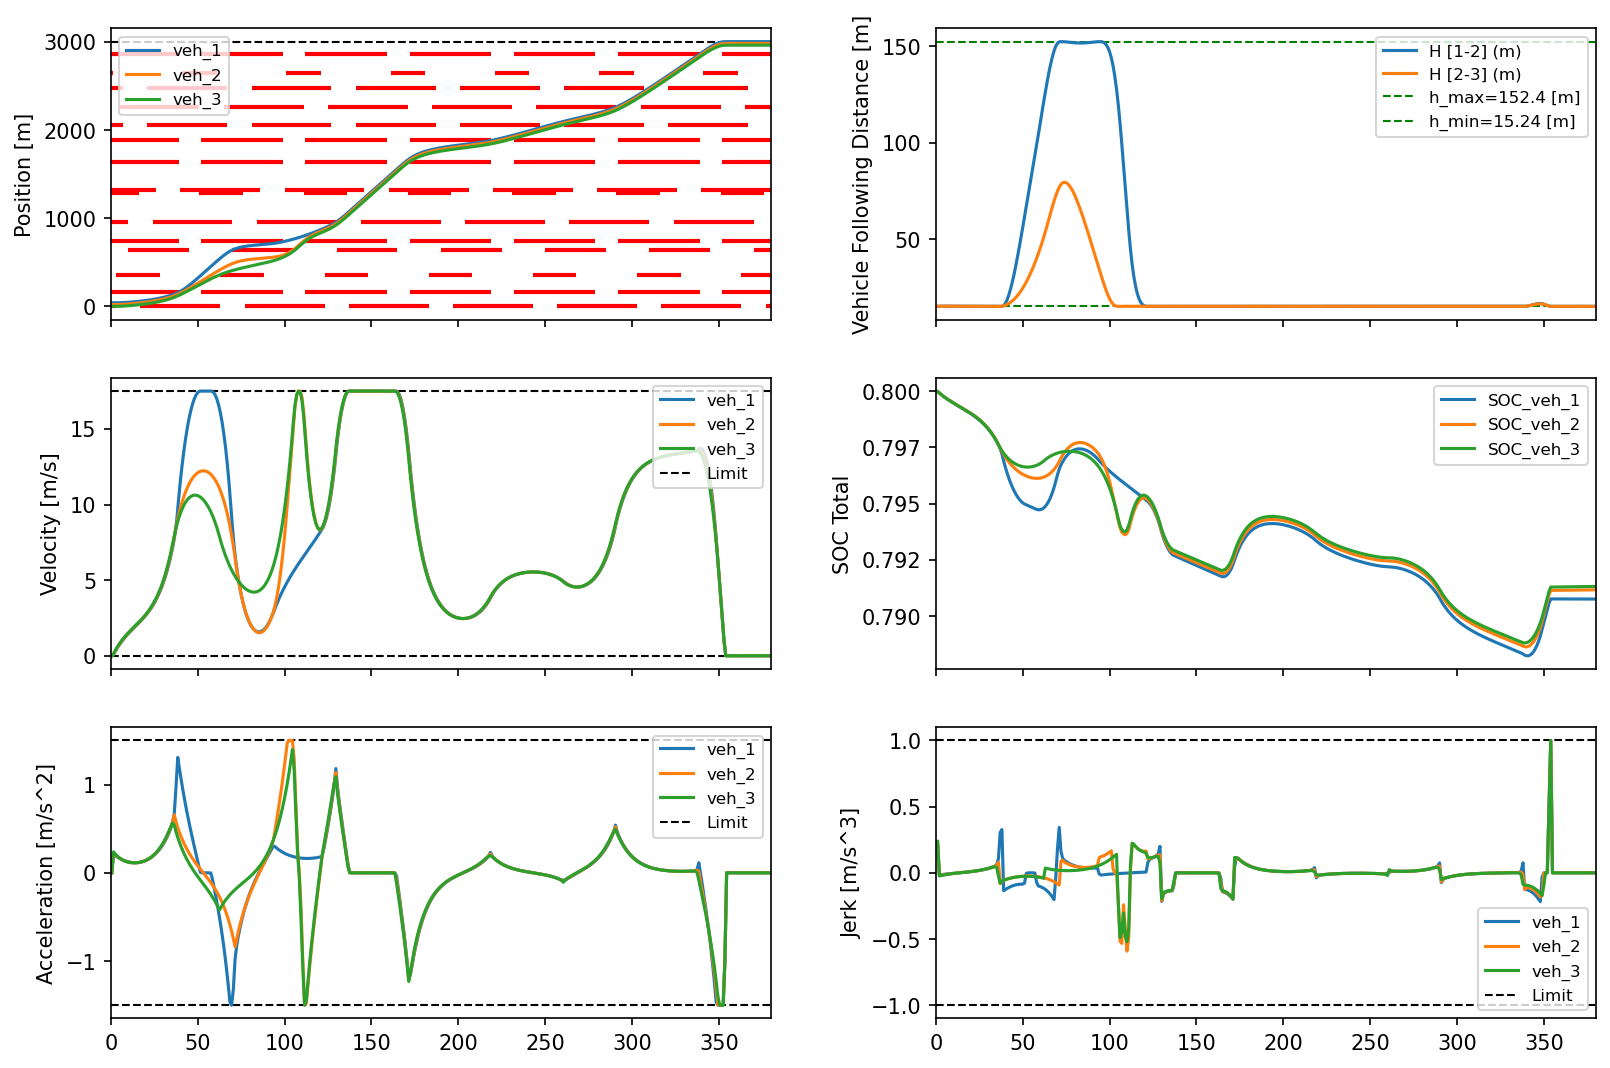 Position [m]
3000
2000
1000
0
veh_1
veh_2
veh_3
Vehicle Following Distance [m]
150
100
50
H [1-2] (m)
H [2-3] (m)
h_max=152.4 [m]
h_min=15.24 [m]
Velocity [m/s]
15
10
5
0
veh_1
veh_2
veh_3
Limit
SOC Total
0.800
0.797
0.795
0.792
0.790
SOC_veh_1
SOC_veh_2
SOC_veh_3
Acceleration [m/s^2]
1
0
−1
veh_1
veh_2
veh_3
Limit
0 50 100 150 200 250 300 350
Jerk [m/s^3]
1.0
0.5
0.0
−0.5
−1.0
veh_1
veh_2
veh_3
Limit
0 50 100 150 200 250 300 350